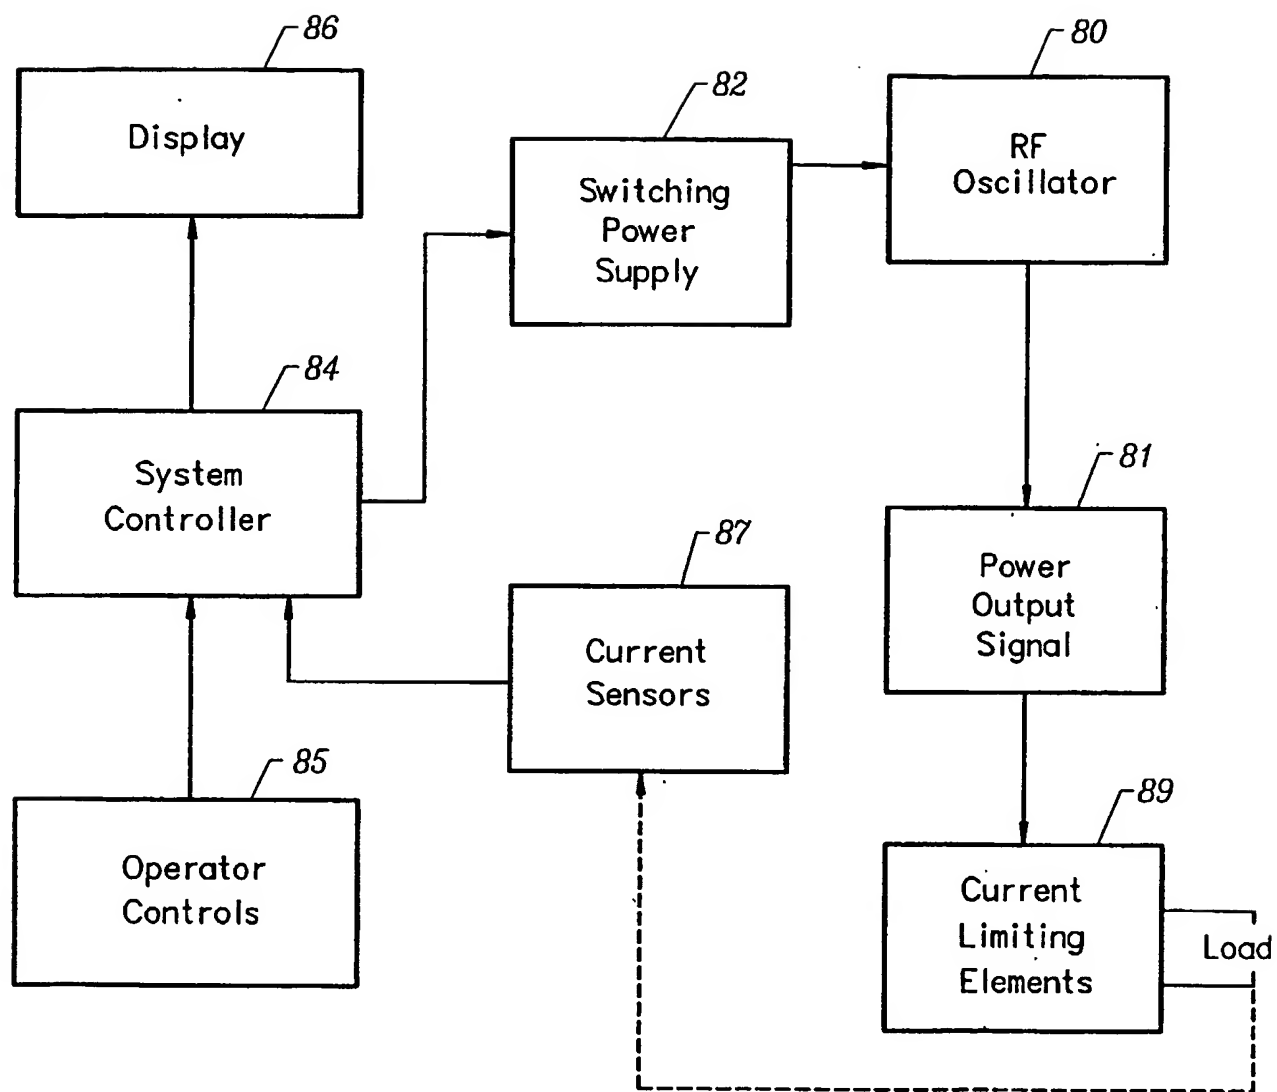 86
Display
82
Switching
Power
Supply
80
RF
Oscillator
84
System
Controller
87
Current
Sensors
81
Power
Output
Signal
85
Operator
Controls
89
Current
Limiting
Elements
Load